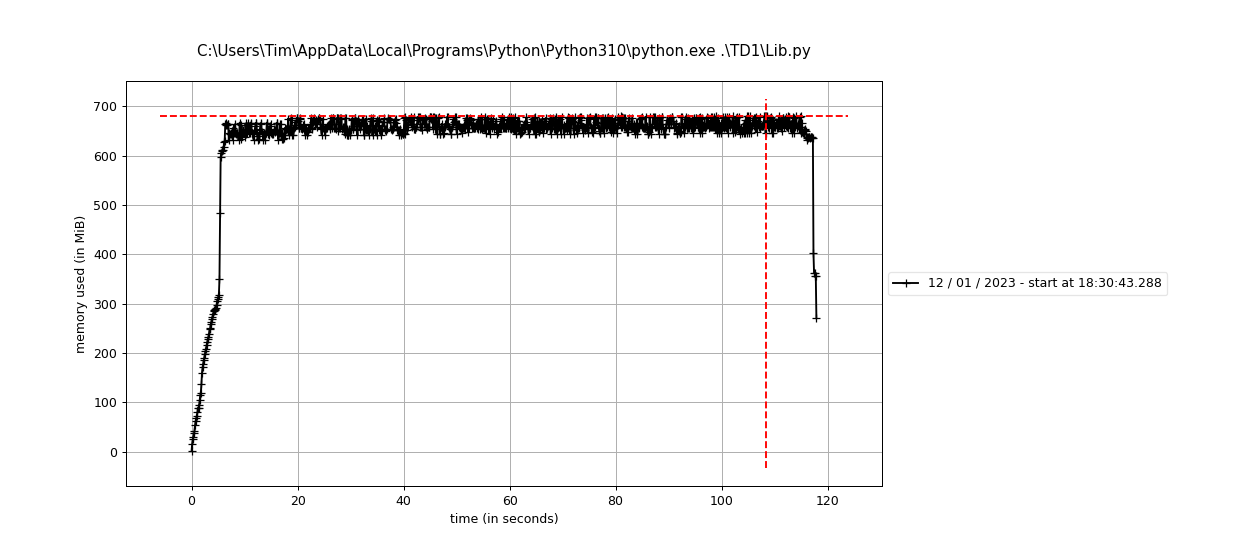 C:\Users\Tim\AppData\Local\Programs\Python\Python310\python.exe .\TD1\Lib.py
700
600
500
400
300
200
100
0
memory used (in MiB)
0 20 40 60 80 100 120
time (in seconds)
12 / 01 / 2023 - start at 18:30:43.288